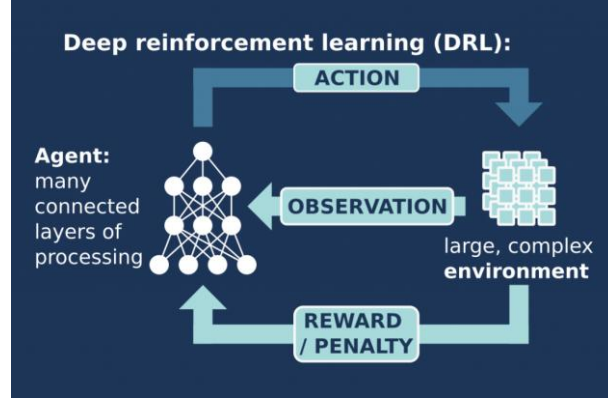 Deep reinforcement learning (DRL):
ACTION
Agent:
many
connected
layers of
processing
OBSERVATION
large, complex
environment
REWARD
/ PENALTY